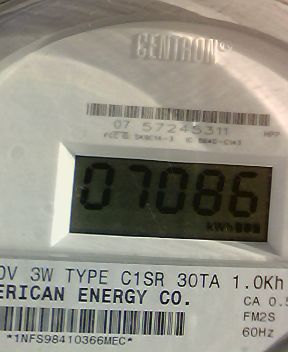 CENTRON®
07 57245311
07086
kWh
0V 3W TYPE C1SR 30TA 1.0Kh
ERICAN ENERGY CO.
CA 0.5
FM2S
60Hz
*1NFS98410366MEC*